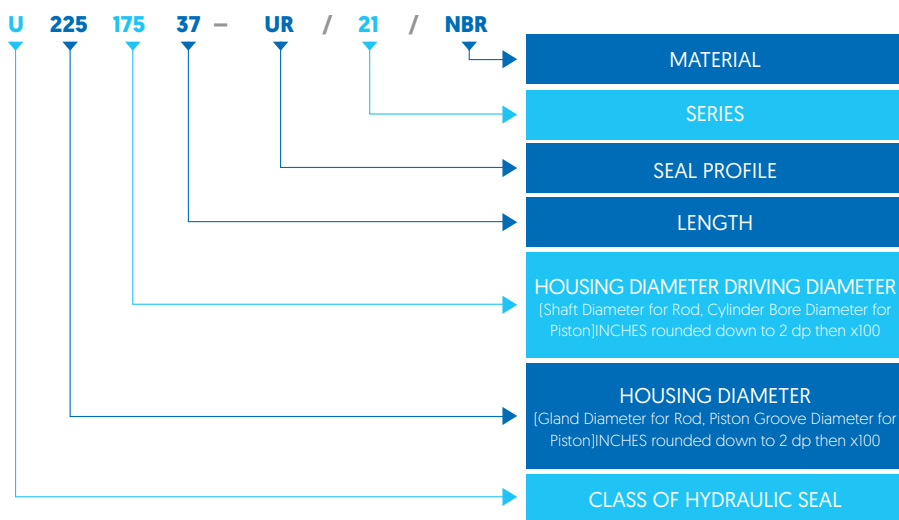 U 225 175 37 – UR / 21 / NBR
MATERIAL
SERIES
SEAL PROFILE
LENGTH
HOUSING DIAMETER DRIVING DIAMETER
[Shaft Diameter for Rod, Cylinder Bore Diameter for
Piston]INCHES rounded down to 2 dp then x100
HOUSING DIAMETER
[Gland Diameter for Rod, Piston Groove Diameter for
Piston]INCHES rounded down to 2 dp then x100
CLASS OF HYDRAULIC SEAL